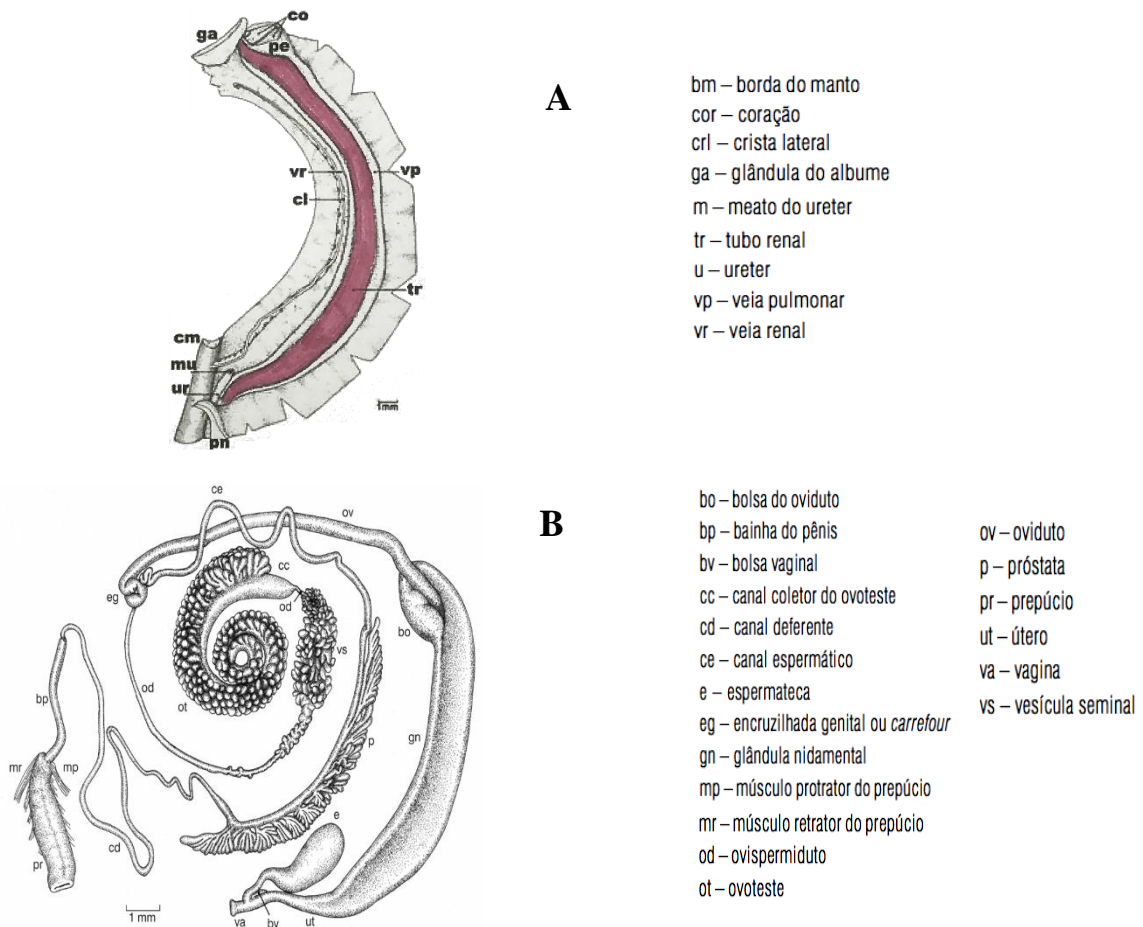 co
ga
pe
A
vr
vp
cl
tr
cm
mu
ur
pn
1mm
bm – borda do manto
cor – coração
crl – crista lateral
ga – glândula do albume
m – meato do ureter
tr – tubo renal
u – ureter
vp – veia pulmonar
vr – veia renal
ce
ov
B
cc
eg
od
bo
vs
od
bp
ot
p
gn
mr
mp
e
pr
cd
1 mm
va
bv
ut
bo – bolsa do oviduto
bp – bainha do pênis
bv – bolsa vaginal
cc – canal coletor do ovoteste
cd – canal deferente
ce – canal espermático
e – espermateca
eg – encruzilhada genital ou carrefour
gn – glândula nidamental
mp – músculo protrator do prepúcio
mr – músculo retrator do prepúcio
od – ovispermiduto
ot – ovoteste
ov – oviduto
p – próstata
pr – prepúcio
ut – útero
va – vagina
vs – vesícula seminal